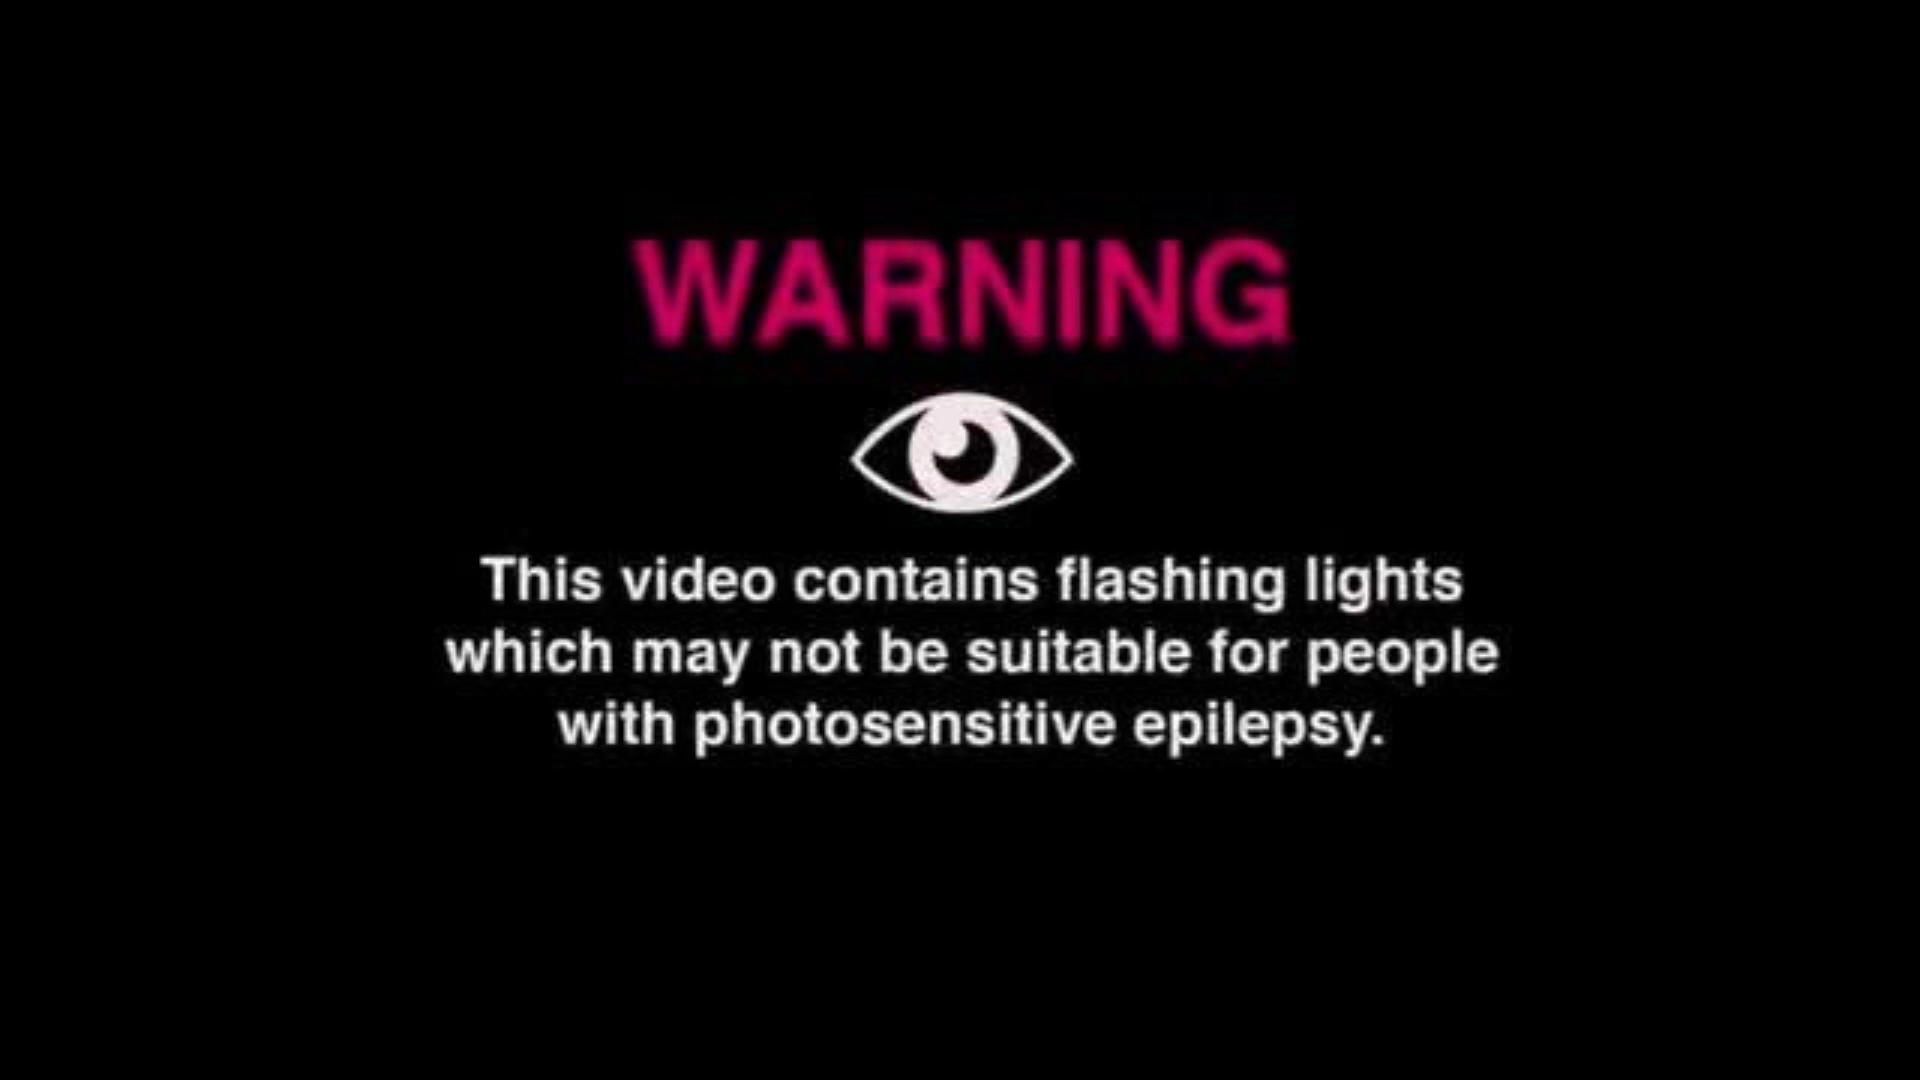 WARNING
This video contains flashing lights
which may not be suitable for people
with photosensitive epilepsy.